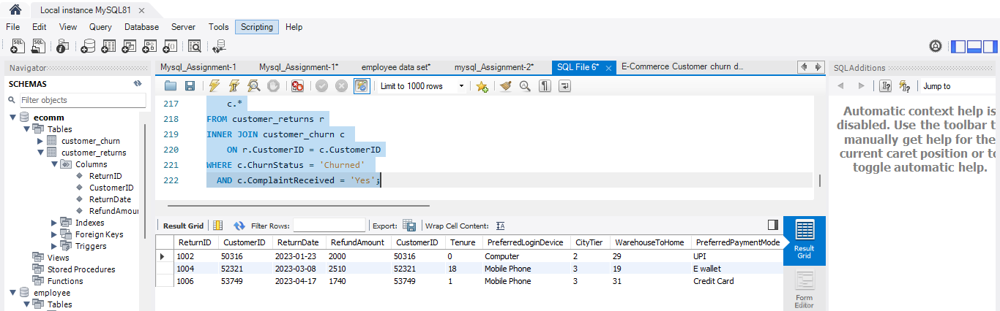 Local instance MySQL81
File Edit View Query Database Server Tools Scripting Help
Navigator
SCHEMAS
Filter objects
ecomm
Tables
customer_churn
customer_returns
Columns
ReturnID
CustomerID
ReturnDate
RefundAmou
Indexes
Foreign Keys
Triggers
Views
Stored Procedures
Functions
employee
Tables
Mysql_Assignment-1 Mysql_Assignment-1* employee data set* mysql_Assignment-2* SQL File 6* E-Commerce Customer churn d...
Limit to 1000 rows
217 c.*
218 FROM customer_returns r
219 INNER JOIN customer_churn c
220 ON r.CustomerID = c.CustomerID
221 WHERE c.ChurnStatus = 'Churned'
222 AND c.ComplaintReceived = 'Yes';
Result Grid Filter Rows: Export: Wrap Cell Content:
ReturnID CustomerID ReturnDate RefundAmount CustomerID Tenure PreferredLoginDevice CityTier WarehouseToHome PreferredPaymentMode
1002 50316 2023-01-23 2000 50316 0 Computer 2 29 UPI
1004 52321 2023-03-08 2510 52321 18 Mobile Phone 3 19 E wallet
1006 53749 2023-04-17 1740 53749 1 Mobile Phone 3 31 Credit Card
Result
Grid
Form
Editor
SQLAdditions
Jump to
Automatic context help is
disabled. Use the toolbar t
manually get help for the
current caret position or to
toggle automatic help.